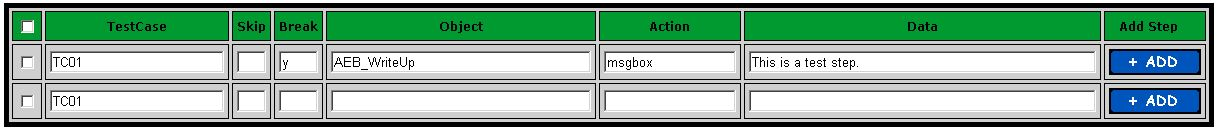 TestCase Skip Break Object Action Data Add Step
TC01 y AEB_WriteUp msgbox This is a test step. + ADD
TC01 + ADD